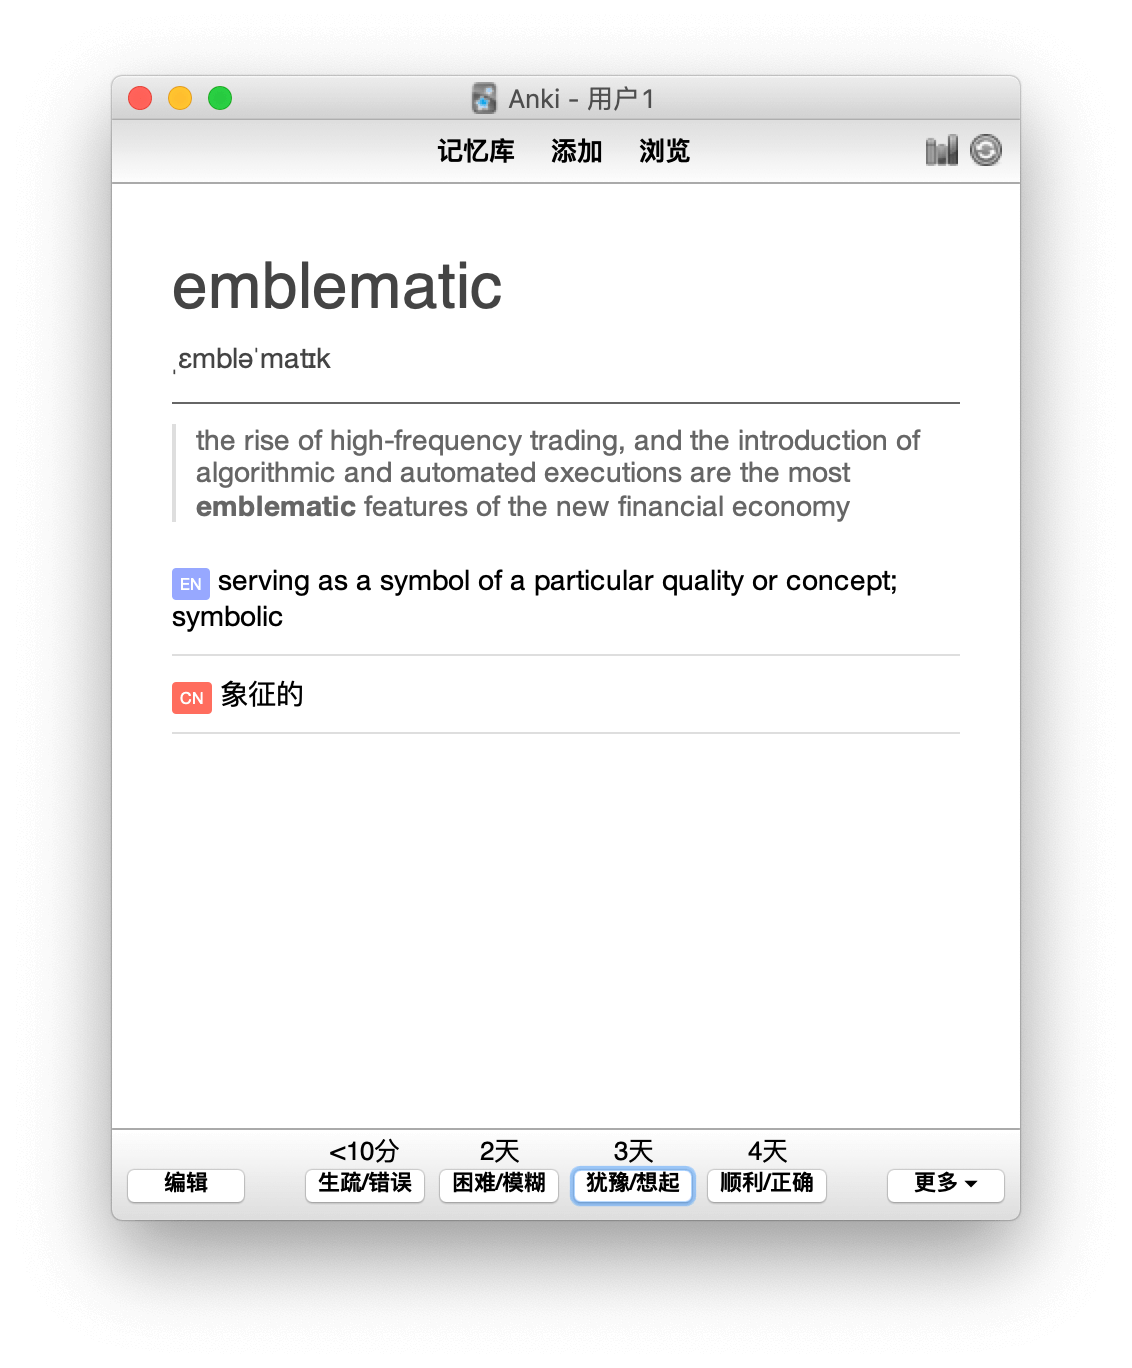 Anki - 用户1
记忆库 添加 浏览
emblematic
ˌɛmbləˈmatɪk
the rise of high-frequency trading, and the introduction of
algorithmic and automated executions are the most
emblematic features of the new financial economy
EN serving as a symbol of a particular quality or concept;
symbolic
CN 象征的
<10分 2天 3天 4天
编辑 生疏/错误 困难/模糊 犹豫/想起 顺利/正确 更多